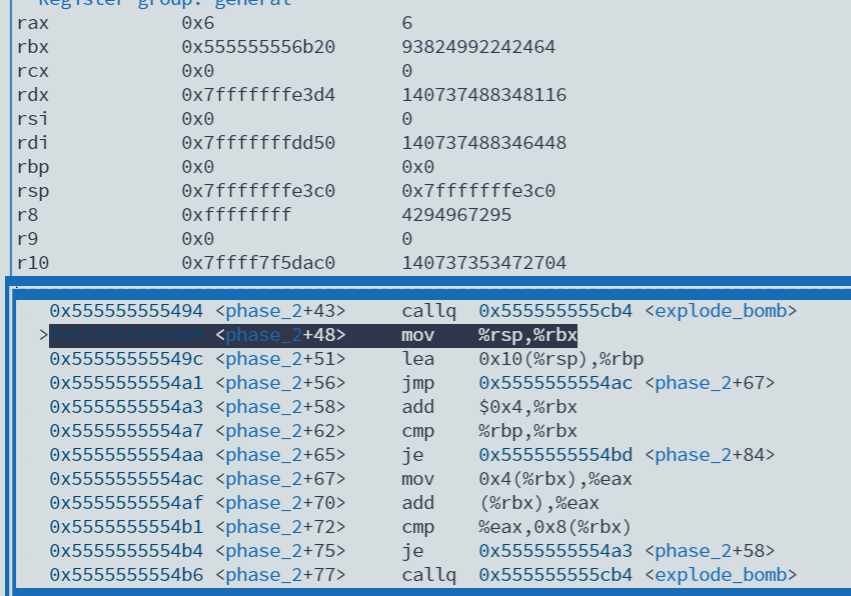 Register group: general
rax 0x6 6
rbx 0x555555556b20 93824992242464
rcx 0x0 0
rdx 0x7fffffffe3d4 140737488348116
rsi 0x0 0
rdi 0x7fffffffdd50 140737488346448
rbp 0x0 0x0
rsp 0x7fffffffe3c0 0x7fffffffe3c0
r8 0xffffffff 4294967295
r9 0x0 0
r10 0x7ffff7f5dac0 140737353472704
0x555555555494 <phase_2+43> callq 0x555555555cb4 <explode_bomb>
> <phase_2+48> mov %rsp,%rbx
0x55555555549c <phase_2+51> lea 0x10(%rsp),%rbp
0x5555555554a1 <phase_2+56> jmp 0x5555555554ac <phase_2+67>
0x5555555554a3 <phase_2+58> add $0x4,%rbx
0x5555555554a7 <phase_2+62> cmp %rbp,%rbx
0x5555555554aa <phase_2+65> je 0x5555555554bd <phase_2+84>
0x5555555554ac <phase_2+67> mov 0x4(%rbx),%eax
0x5555555554af <phase_2+70> add (%rbx),%eax
0x5555555554b1 <phase_2+72> cmp %eax,0x8(%rbx)
0x5555555554b4 <phase_2+75> je 0x5555555554a3 <phase_2+58>
0x5555555554b6 <phase_2+77> callq 0x555555555cb4 <explode_bomb>